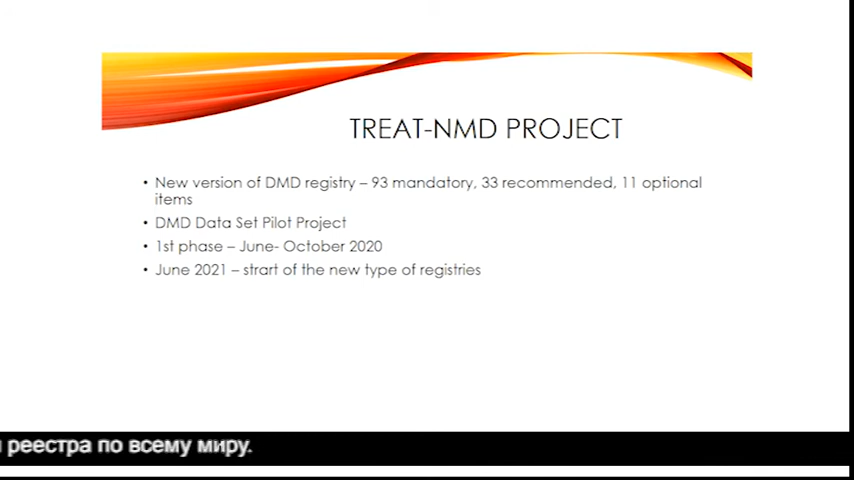 TREAT-NMD PROJECT
• New version of DMD registry – 93 mandatory, 33 recommended, 11 optional
items
• DMD Data Set Pilot Project
• 1st phase – June- October 2020
• June 2021 – strart of the new type of registries
реестра по всему миру.